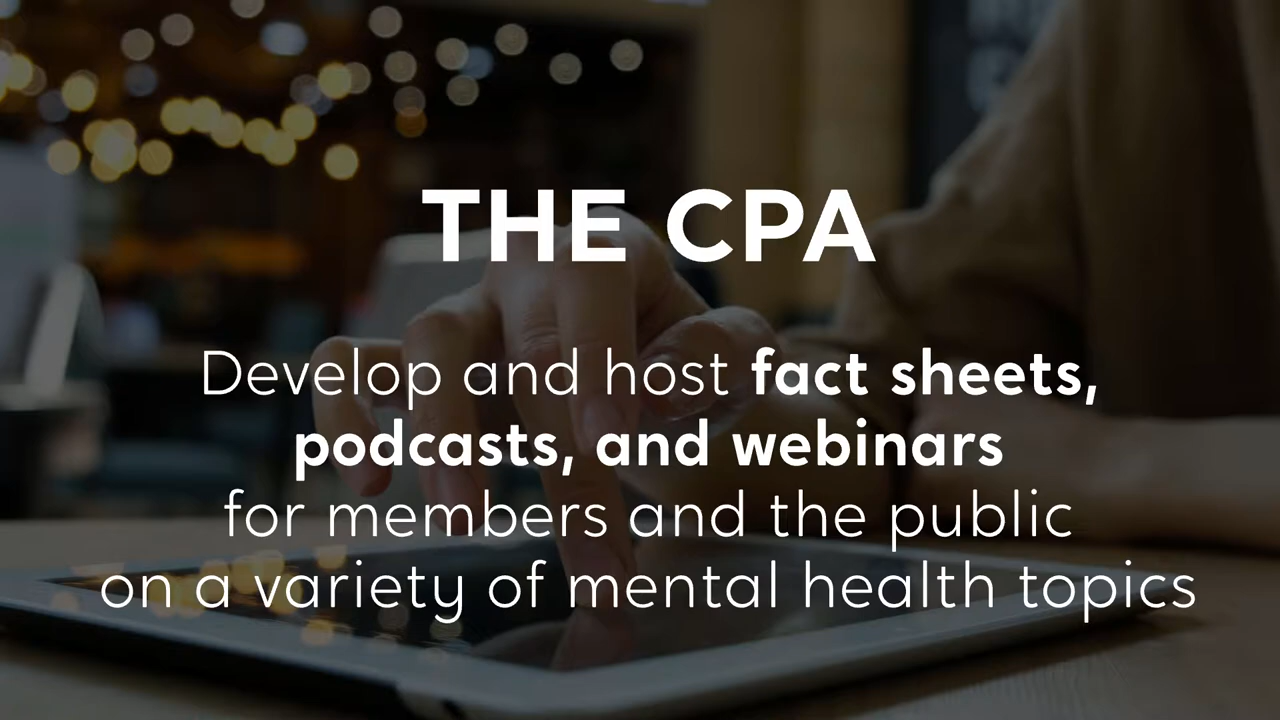 THE CPA
Develop and host fact sheets,
podcasts, and webinars
for members and the public
on a variety of mental health topics